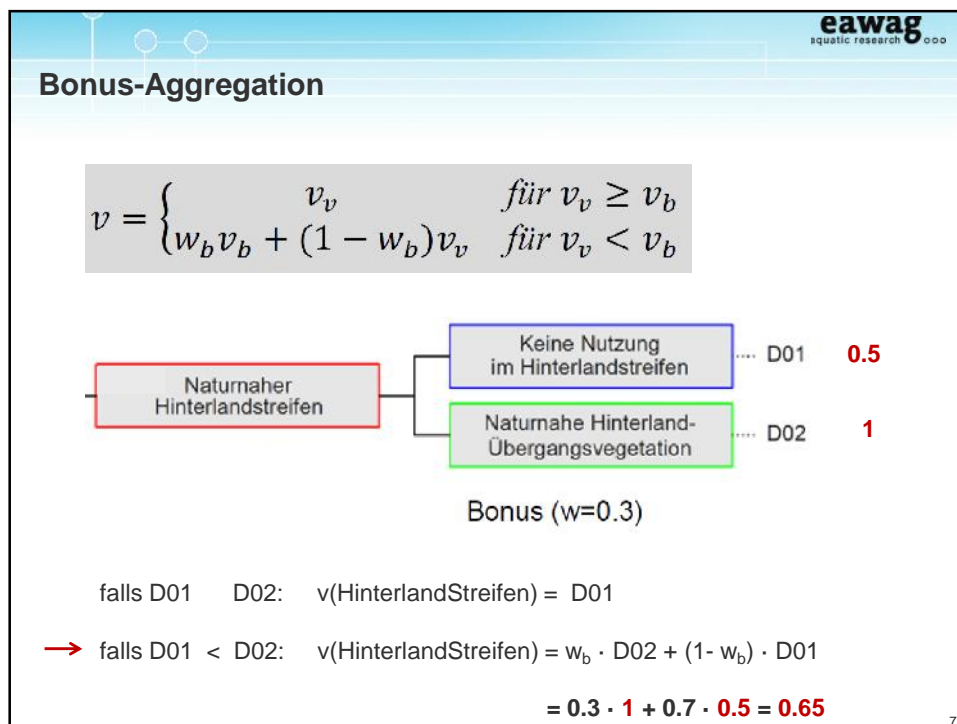 eawag
aquatic research ooo
Bonus-Aggregation
v = { v_v für v_v ≥ v_b
w_b v_b + (1 − w_b) v_v für v_v < v_b
Keine Nutzung
im Hinterlandstreifen
D01 0.5
Naturnaher
Hinterlandstreifen
Naturnahe Hinterland-
Übergangsvegetation
D02 1
Bonus (w=0.3)
falls D01 D02: v(HinterlandStreifen) = D01
→ falls D01 < D02: v(HinterlandStreifen) = w_b · D02 + (1- w_b) · D01
= 0.3 · 1 + 0.7 · 0.5 = 0.65
7